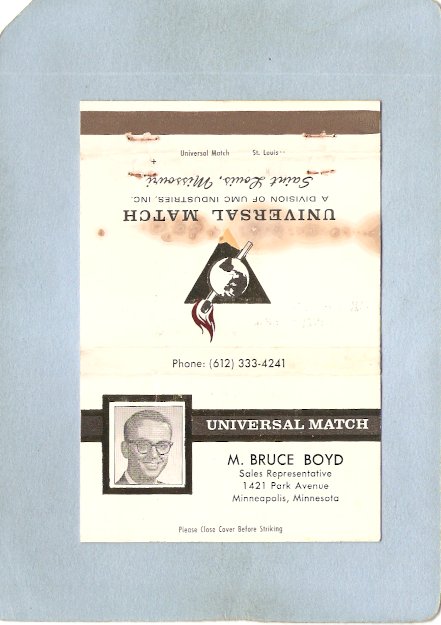 Universal Match St. Louis
Saint Louis, Missouri
A DIVISION OF UMC INDUSTRIES, INC.
UNIVERSAL MATCH
Phone: (612) 333-4241
UNIVERSAL MATCH
M. BRUCE BOYD
Sales Representative
1421 Park Avenue
Minneapolis, Minnesota
Please Close Cover Before Striking